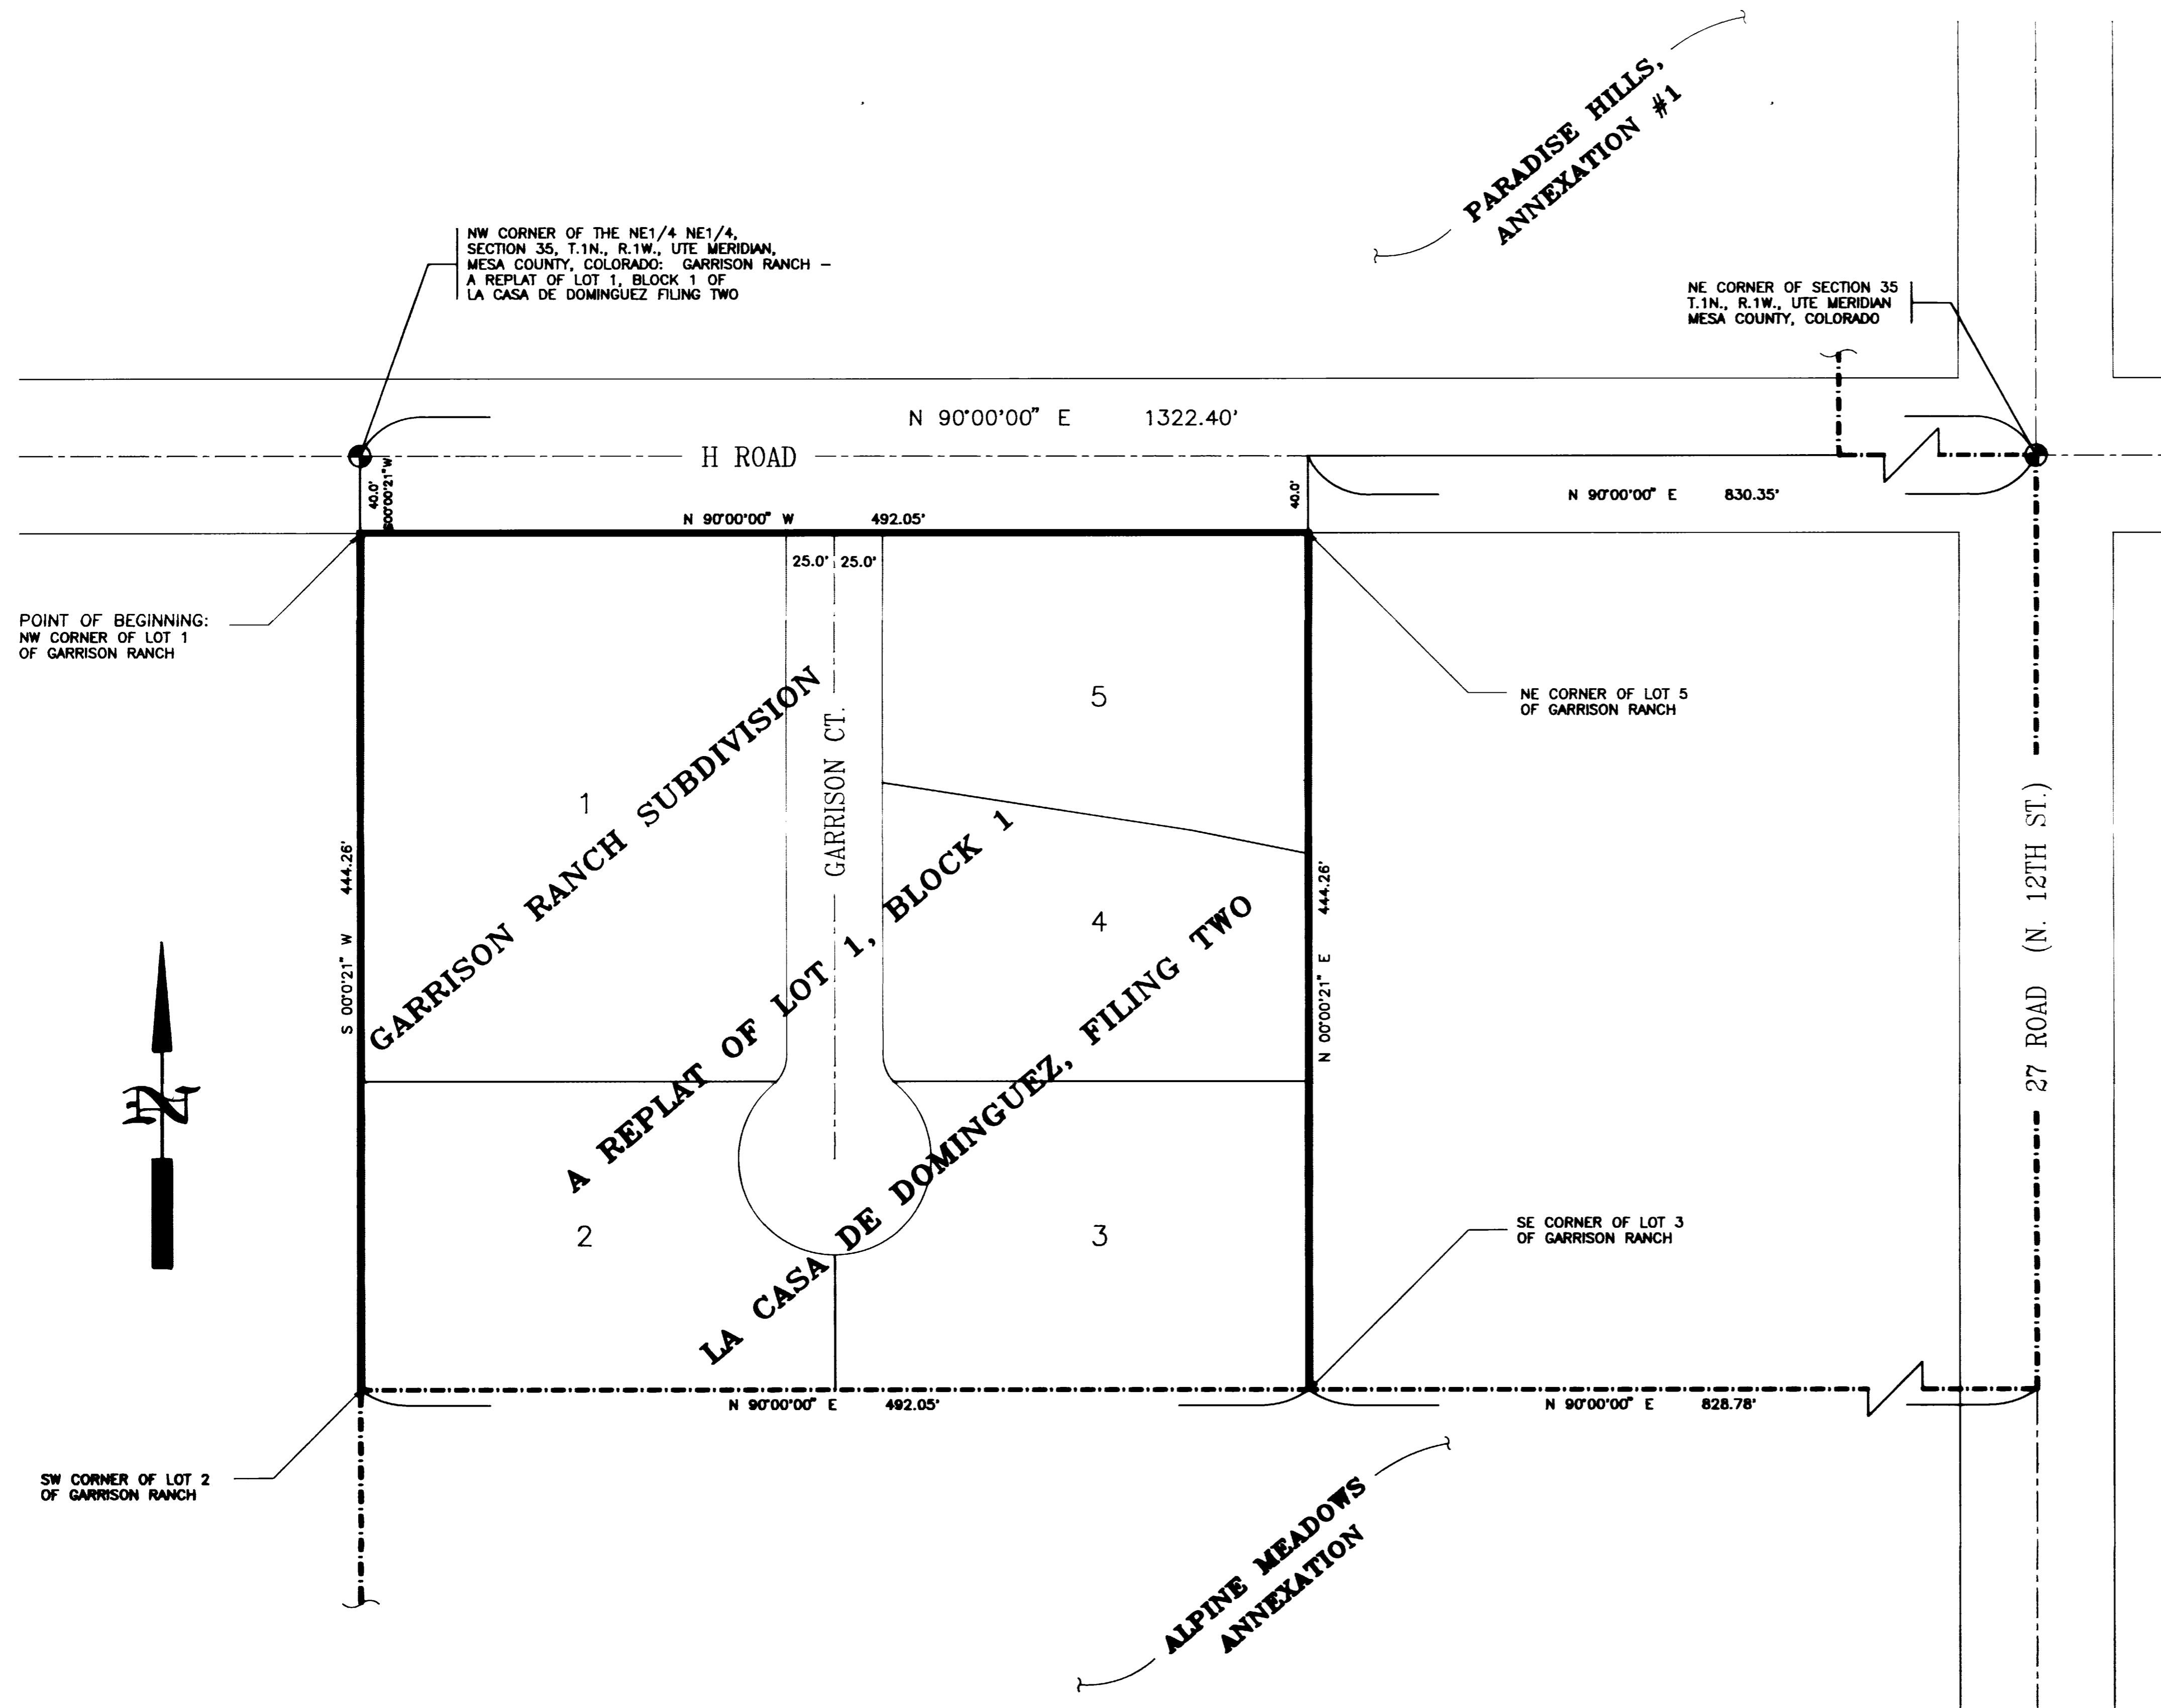 PARADISE HILLS,
ANNEXATION #1
NW CORNER OF THE NE1/4 NE1/4,
SECTION 35, T.1N., R.1W., UTE MERIDIAN,
MESA COUNTY, COLORADO: GARRISON RANCH –
A REPLAT OF LOT 1, BLOCK 1 OF
LA CASA DE DOMINGUEZ FILING TWO
NE CORNER OF SECTION 35
T.1N., R.1W., UTE MERIDIAN
MESA COUNTY, COLORADO
N 90°00'00" E 1322.40'
H ROAD
40.0'
S00°00'21"W
40.0'
N 90°00'00" E 830.35'
N 90°00'00" W 492.05'
25.0' 25.0'
POINT OF BEGINNING:
NW CORNER OF LOT 1
OF GARRISON RANCH
NE CORNER OF LOT 5
OF GARRISON RANCH
5
1
4
GARRISON CT.
GARRISON RANCH SUBDIVISION
A REPLAT OF LOT 1, BLOCK 1
LA CASA DE DOMINGUEZ, FILING TWO
S 00°0'21" W 444.26'
N 00°00'21" E 444.26'
27 ROAD (N. 12TH ST.)
N
2
3
SE CORNER OF LOT 3
OF GARRISON RANCH
N 90°00'00" E 492.05'
N 90°00'00" E 828.78'
SW CORNER OF LOT 2
OF GARRISON RANCH
ALPINE MEADOWS
ANNEXATION